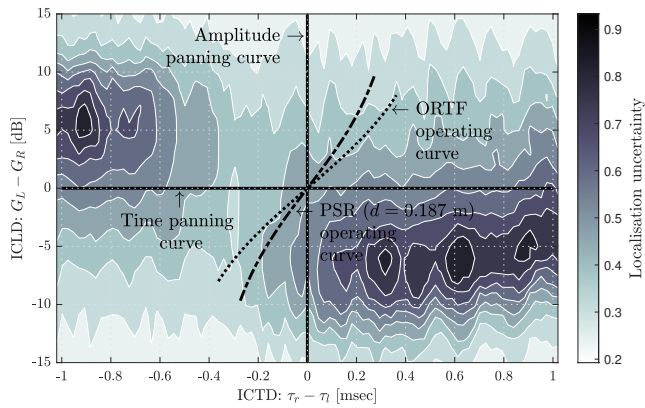 15
10
5
0
-5
-10
-15
ICLD: G_L − G_R [dB]
Amplitude
panning curve
ORTF
operating
curve
Time panning
curve
PSR (d = 0.187 m)
operating
curve
-1 -0.8 -0.6 -0.4 -0.2 0 0.2 0.4 0.6 0.8 1
ICTD: τ_r − τ_l [msec]
0.9
0.8
0.7
0.6
0.5
0.4
0.3
0.2
Localisation uncertainty